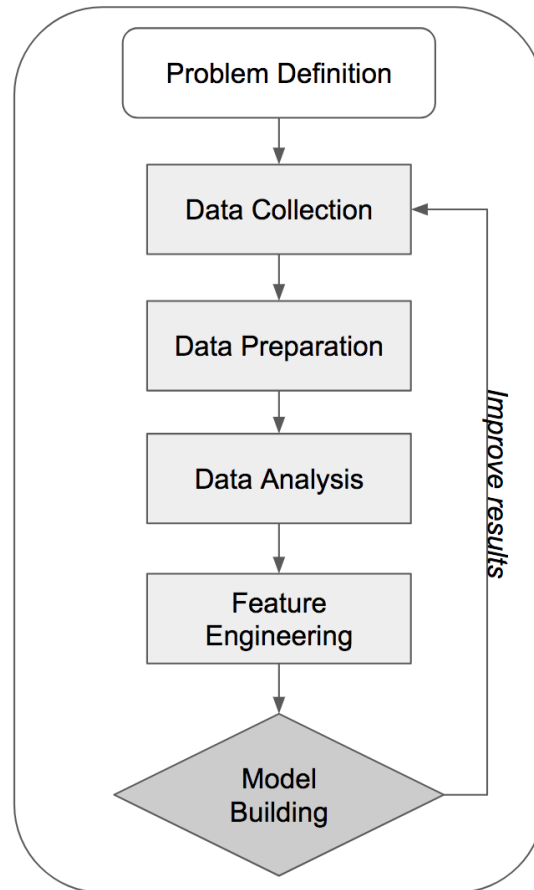 Problem Definition
Data Collection
Data Preparation
Data Analysis
Feature
Engineering
Model
Building
Improve results